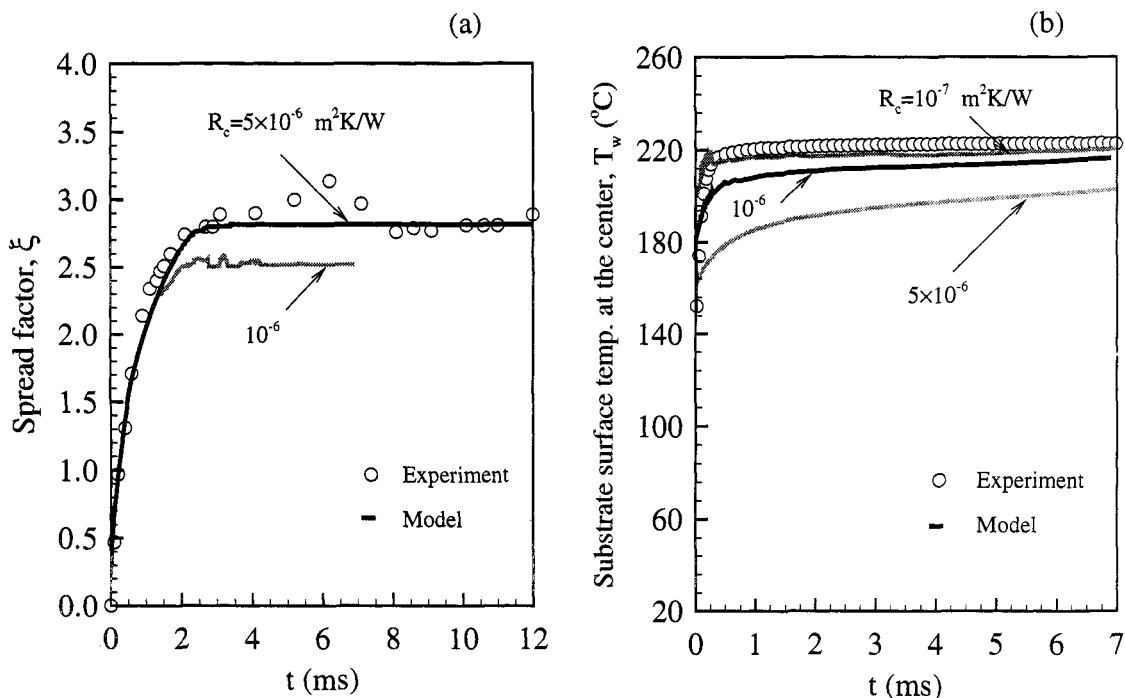 (a)
4.0
3.5
3.0
2.5
2.0
1.5
1.0
0.5
0.0
Spread factor, ξ
R_c=5×10⁻⁶ m²K/W
10⁻⁶
Experiment
Model
0 2 4 6 8 10 12
t (ms)
(b)
260
220
180
140
100
60
20
Substrate surface temp. at the center, T_w (°C)
R_c=10⁻⁷ m²K/W
10⁻⁶
5×10⁻⁶
Experiment
Model
0 1 2 3 4 5 6 7
t (ms)